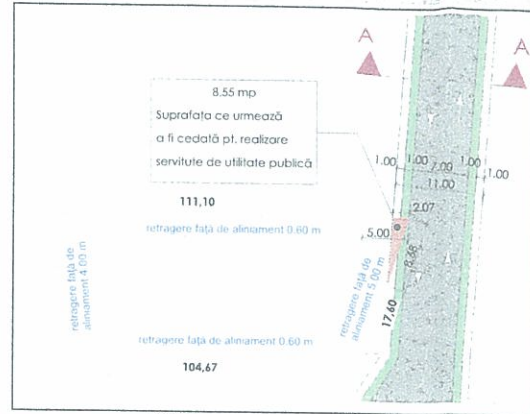 A
A
8.55 mp
Suprafața ce urmează
a fi cedată pt. realizare
servitute de utilitate publică
1.00 1.00 7.00 1.00
11.00
111,10
2.07
retragere față de aliniament 0.60 m
5.00
8.68
retragere față de
aliniament 4.00 m
retragere față de
aliniament 5.00 m
17,60
retragere față de aliniament 0.60 m
104,67